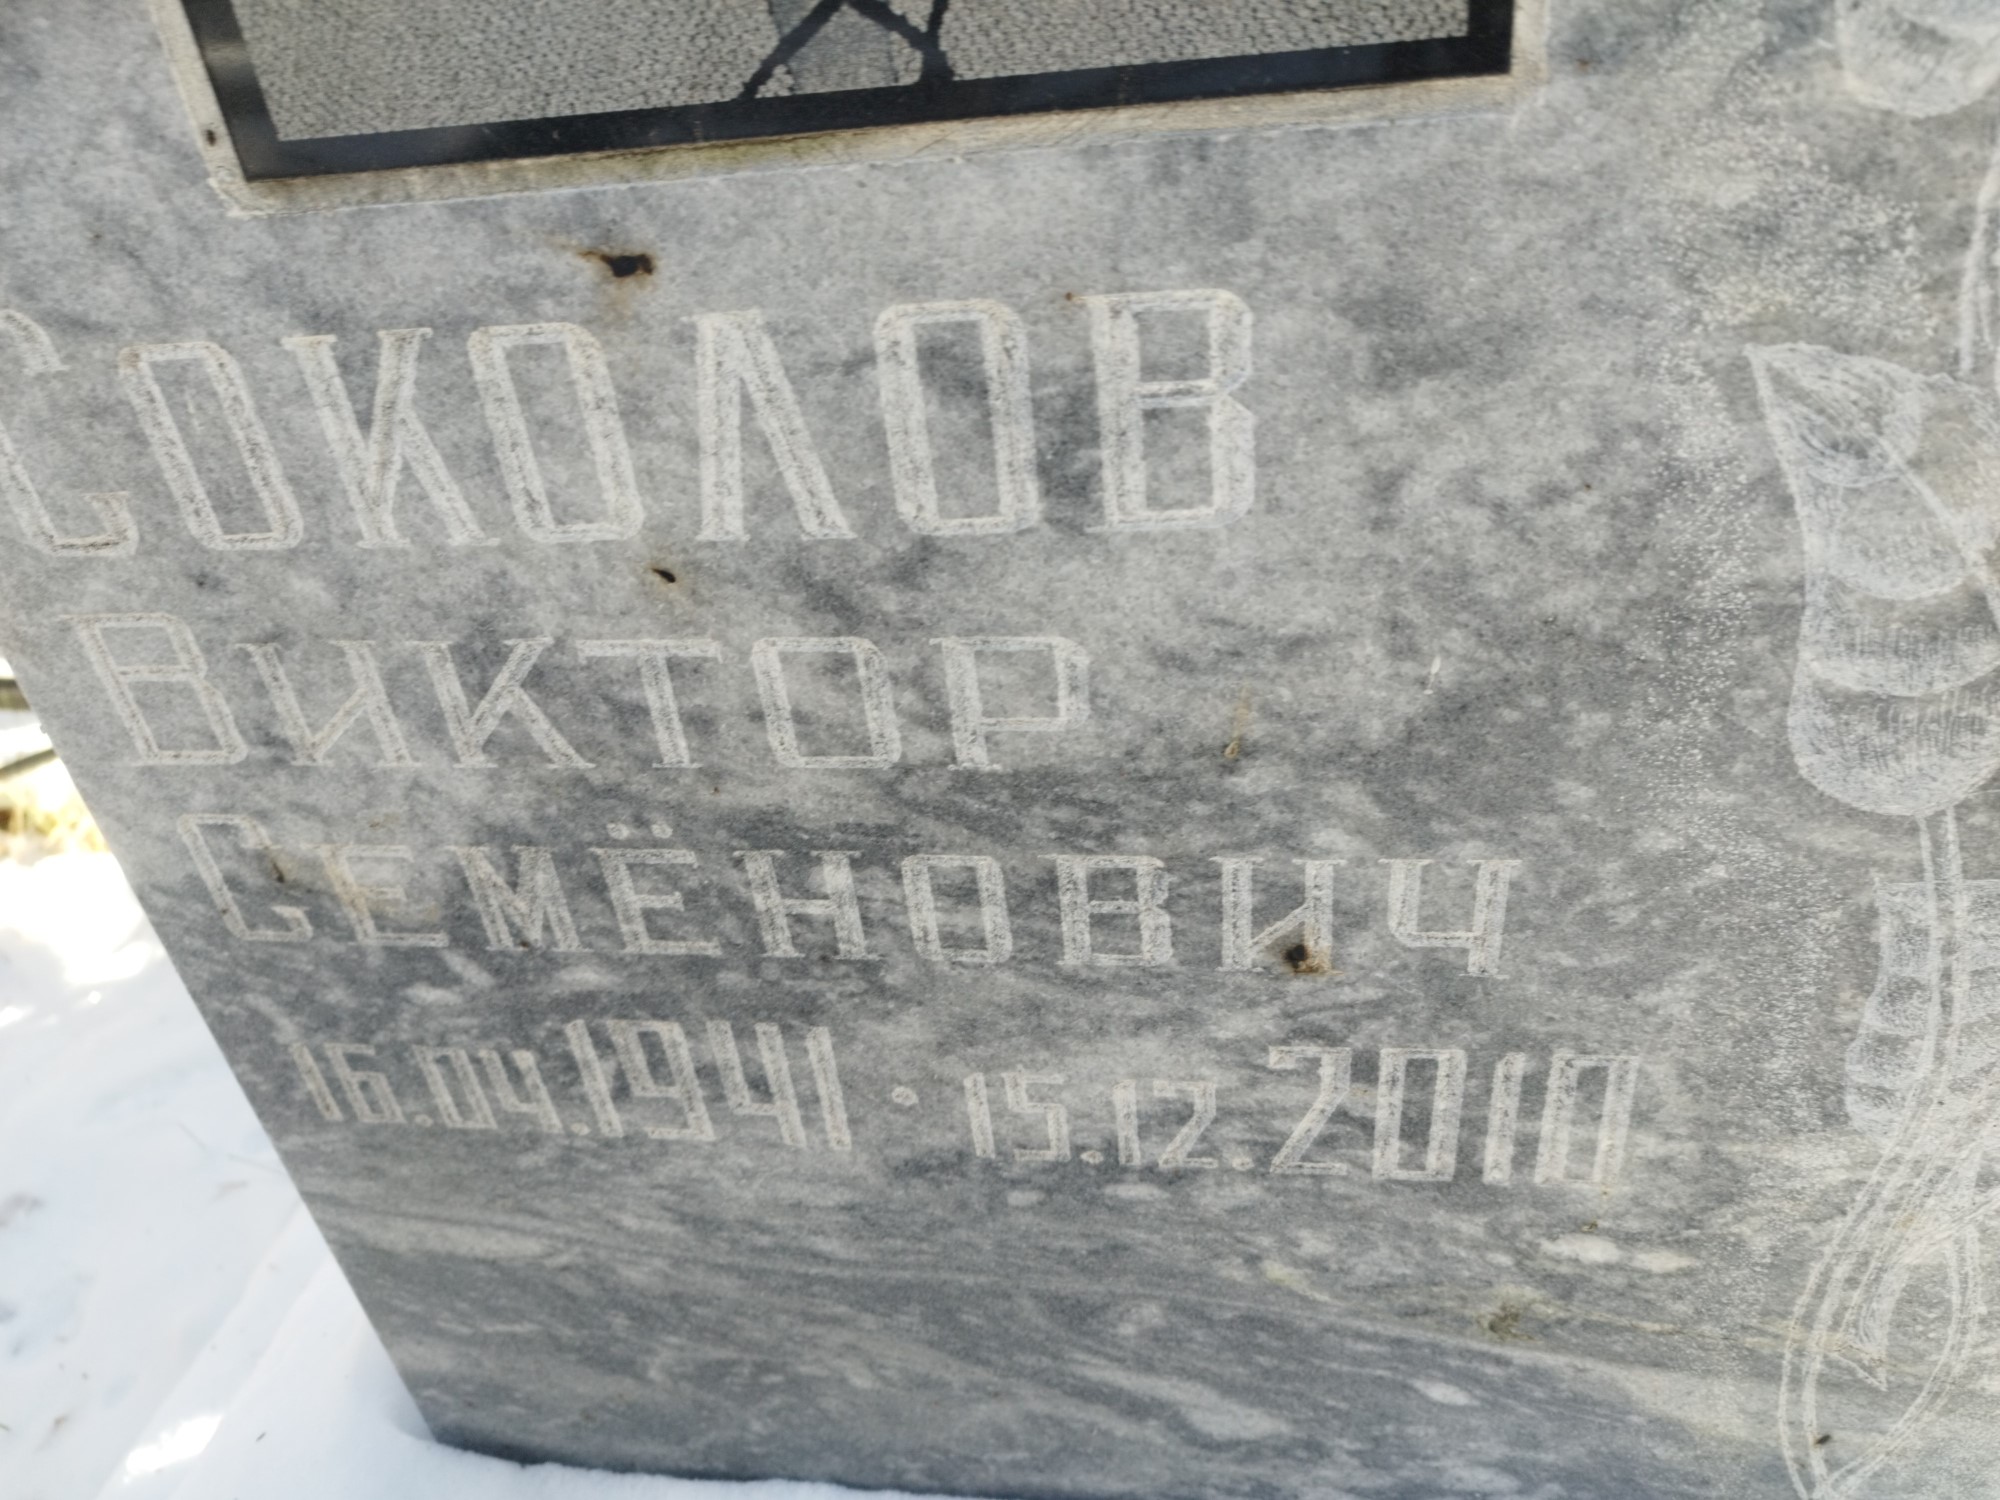 Соколов
Виктор
Семёнович
16.04.1941 • 15.12.2010